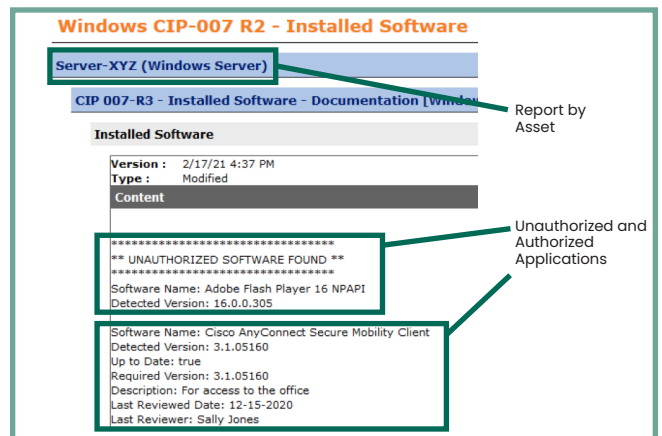 Windows CIP-007 R2 - Installed Software
Server-XYZ (Windows Server)
CIP 007-R3 - Installed Software - Documentation [Window
Report by
Asset
Installed Software
Version : 2/17/21 4:37 PM
Type : Modified
Content
Unauthorized and
Authorized
Applications
*********************************
** UNAUTHORIZED SOFTWARE FOUND **
*********************************
Software Name: Adobe Flash Player 16 NPAPI
Detected Version: 16.0.0.305
Software Name: Cisco AnyConnect Secure Mobility Client
Detected Version: 3.1.05160
Up to Date: true
Required Version: 3.1.05160
Description: For access to the office
Last Reviewed Date: 12-15-2020
Last Reviewer: Sally Jones